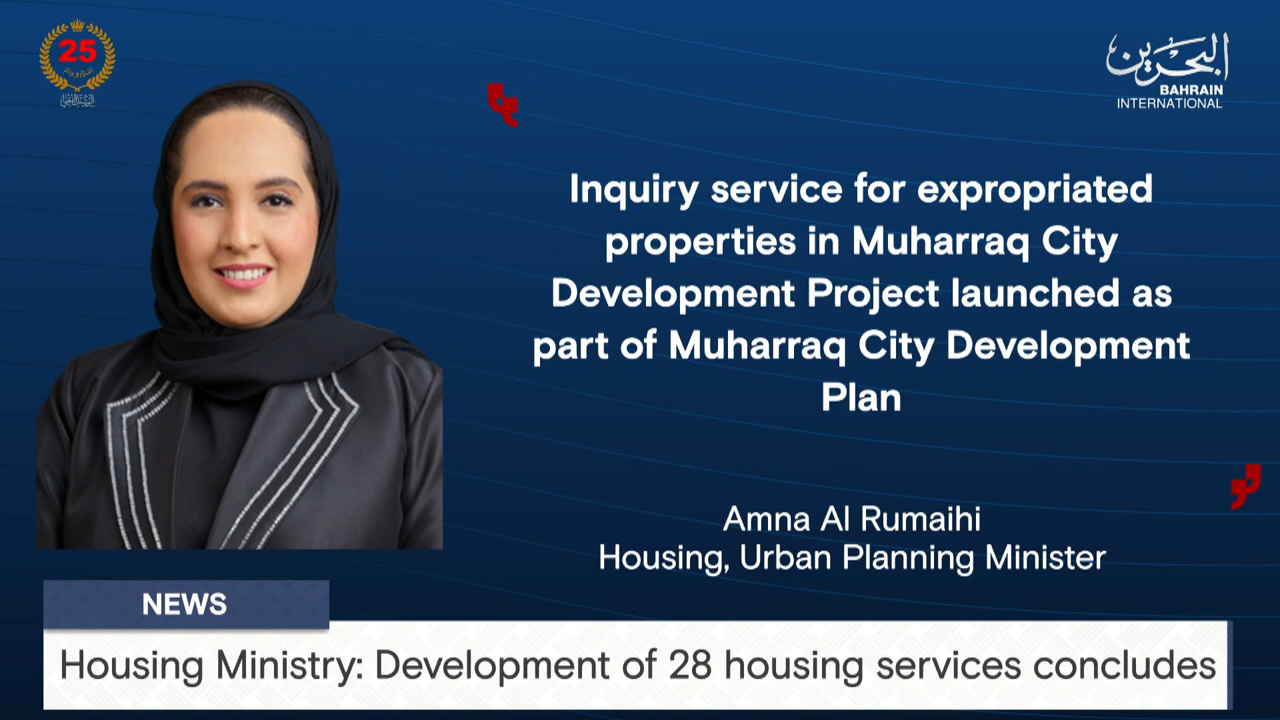 25
البحرين
BAHRAIN
INTERNATIONAL
Inquiry service for expropriated
properties in Muharraq City
Development Project launched as
part of Muharraq City Development
Plan
Amna Al Rumaihi
Housing, Urban Planning Minister
NEWS
Housing Ministry: Development of 28 housing services concludes